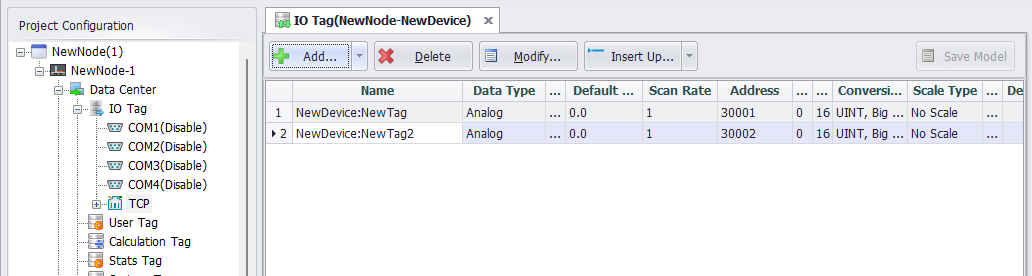 Project Configuration
NewNode(1)
NewNode-1
Data Center
IO Tag
COM1(Disable)
COM2(Disable)
COM3(Disable)
COM4(Disable)
TCP
User Tag
Calculation Tag
Stats Tag
IO Tag(NewNode-NewDevice)
Add... Delete Modify... Insert Up... Save Model
Name Data Type ... Default ... Scan Rate Address ... ... Conversi... Scale Type ... De
1 NewDevice:NewTag Analog ... 0.0 1 30001 0 16 UINT, Big ... No Scale ...
2 NewDevice:NewTag2 Analog ... 0.0 1 30002 0 16 UINT, Big ... No Scale ...